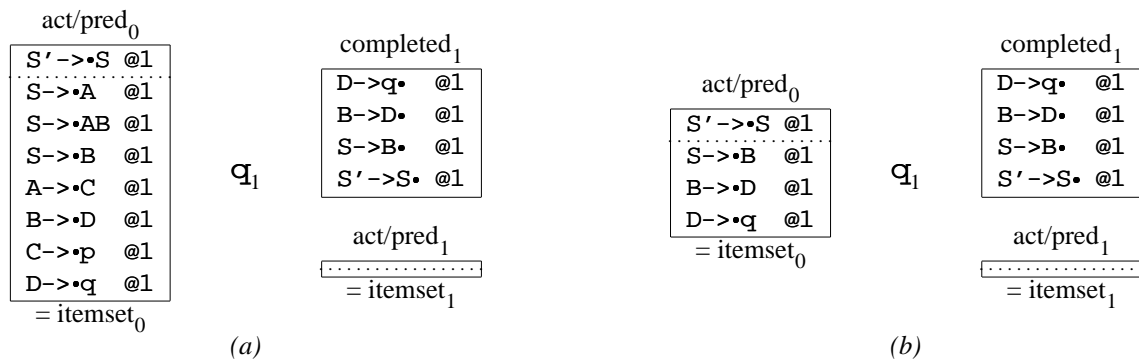 act/pred0
S'->•S @1
S->•A @1
S->•AB @1
S->•B @1
A->•C @1
B->•D @1
C->•p @1
D->•q @1
= itemset0
q1
completed1
D->q• @1
B->D• @1
S->B• @1
S'->S• @1
act/pred1
= itemset1
(a)
act/pred0
S'->•S @1
S->•B @1
B->•D @1
D->•q @1
= itemset0
q1
completed1
D->q• @1
B->D• @1
S->B• @1
S'->S• @1
act/pred1
= itemset1
(b)